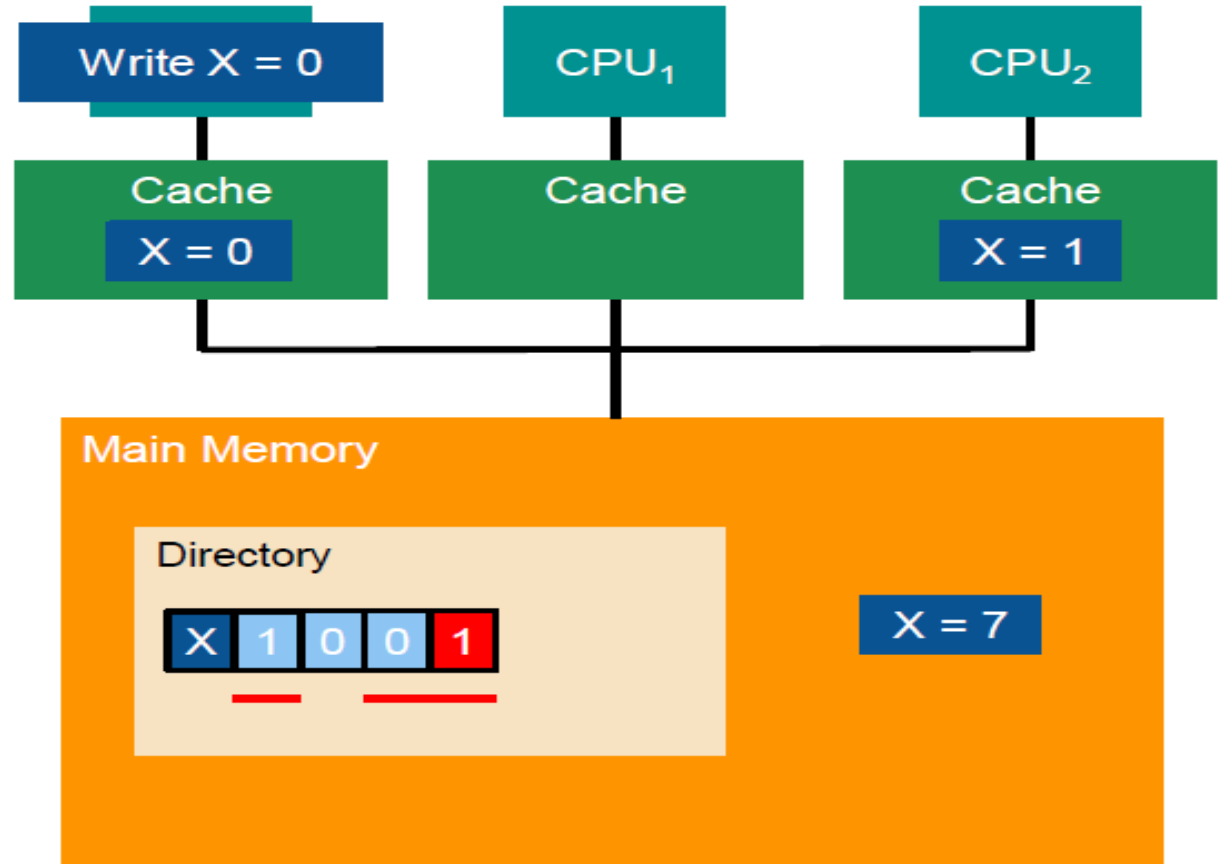 Write X = 0 CPU₁ CPU₂
Cache Cache Cache
X = 0 X = 1
Main Memory
Directory
X 1 0 0 1 X = 7